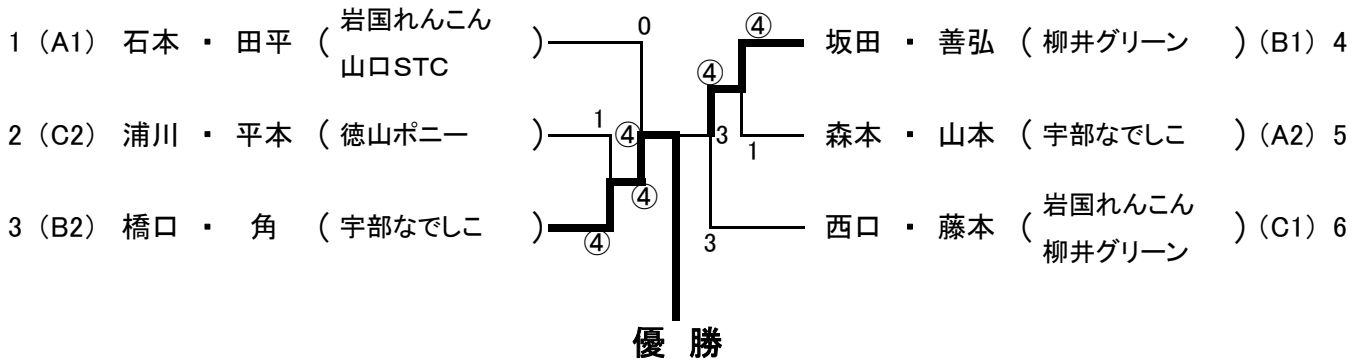 1 (A1) 石本 ・ 田平 ( 岩国れんこん 山口STC ) 0
④ 坂田 ・ 善弘 ( 柳井グリーン ) (B1) 4
④
2 (C2) 浦川 ・ 平本 ( 徳山ポニー ) 1
④ 3
森本 ・ 山本 ( 宇部なでしこ ) (A2) 5
1
④
3 (B2) 橋口 ・ 角 ( 宇部なでしこ ) ④
3 西口 ・ 藤本 ( 岩国れんこん 柳井グリーン ) (C1) 6
優 勝